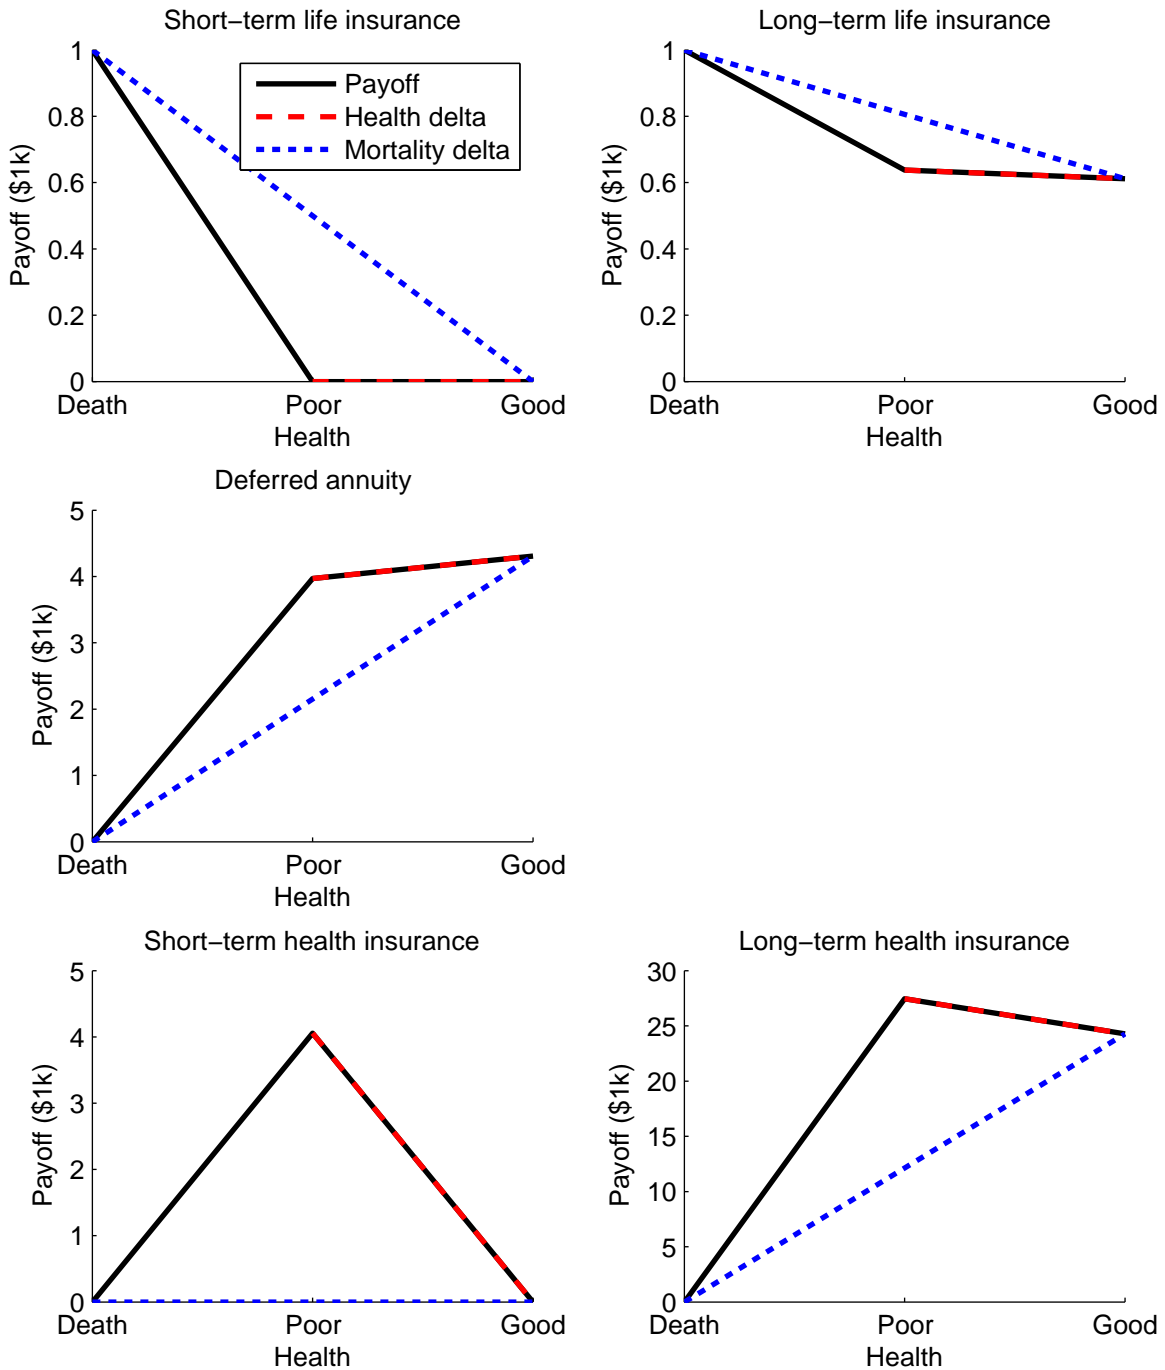 Short−term life insurance
1
0.8
0.6
0.4
0.2
0
Payoff ($1k)
Payoff
Health delta
Mortality delta
Death Poor Good
Health
Long−term life insurance
1
0.8
0.6
0.4
0.2
0
Payoff ($1k)
Death Poor Good
Health
Deferred annuity
5
4
3
2
1
0
Payoff ($1k)
Death Poor Good
Health
Short−term health insurance
5
4
3
2
1
0
Payoff ($1k)
Death Poor Good
Health
Long−term health insurance
30
25
20
15
10
5
0
Payoff ($1k)
Death Poor Good
Health